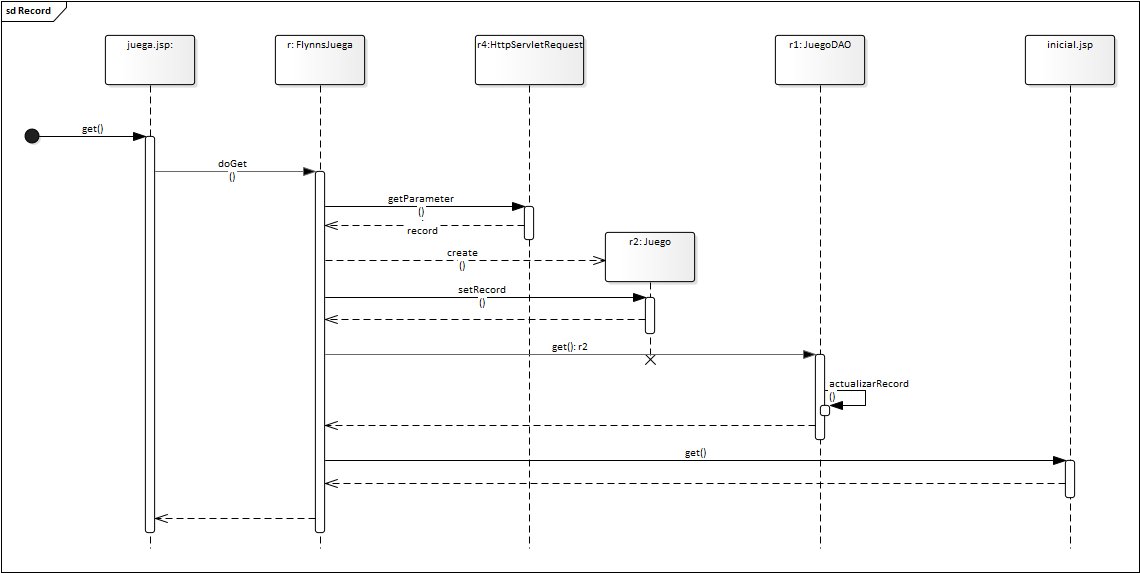 sd Record
juega.jsp:
r: FlynnsJuega
r4:HttpServletRequest
r1: JuegoDAO
inicial.jsp
get()
doGet
()
getParameter
()
record
r2: Juego
create
()
setRecord
()
get(): r2
actualizarRecord
()
get()